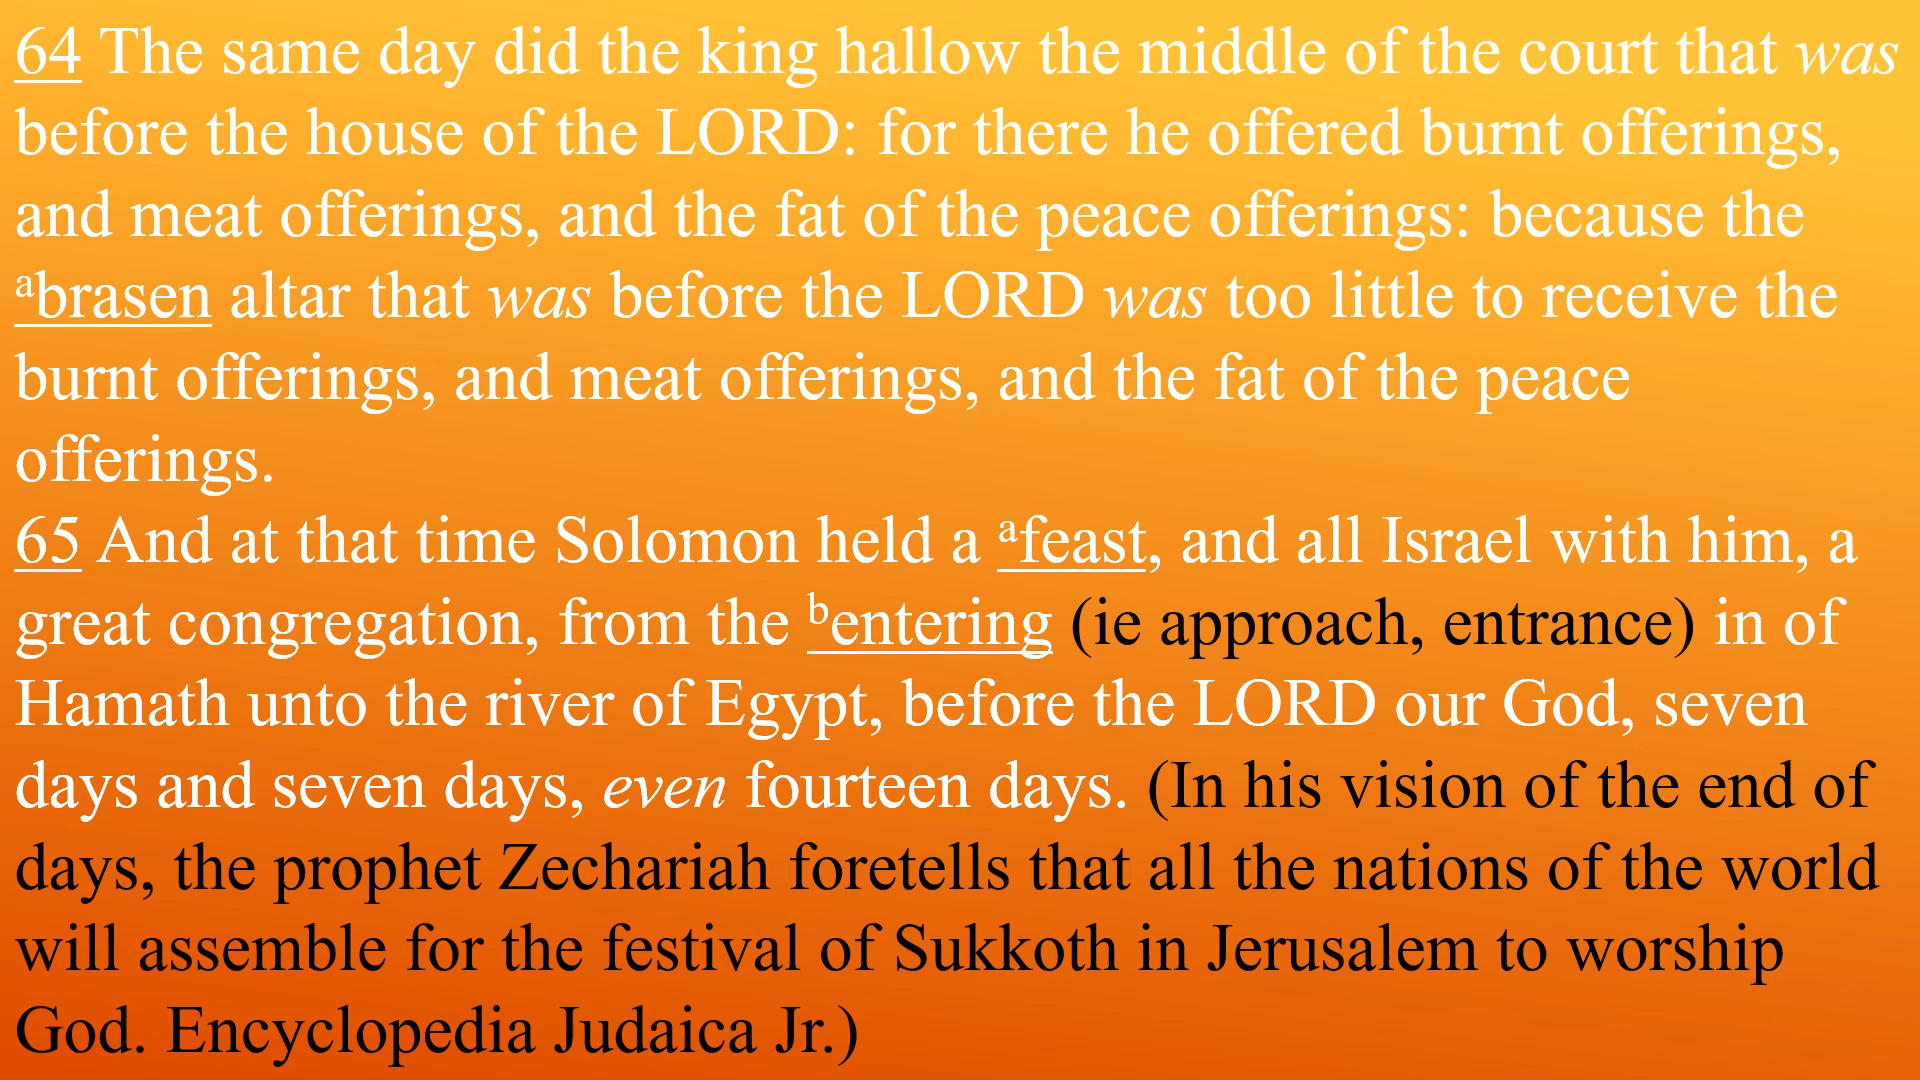 64 The same day did the king hallow the middle of the court that was
before the house of the LORD: for there he offered burnt offerings,
and meat offerings, and the fat of the peace offerings: because the
abrasen altar that was before the LORD was too little to receive the
burnt offerings, and meat offerings, and the fat of the peace
offerings.
65 And at that time Solomon held a afeast, and all Israel with him, a
great congregation, from the bentering (ie approach, entrance) in of
Hamath unto the river of Egypt, before the LORD our God, seven
days and seven days, even fourteen days. (In his vision of the end of
days, the prophet Zechariah foretells that all the nations of the world
will assemble for the festival of Sukkoth in Jerusalem to worship
God. Encyclopedia Judaica Jr.)